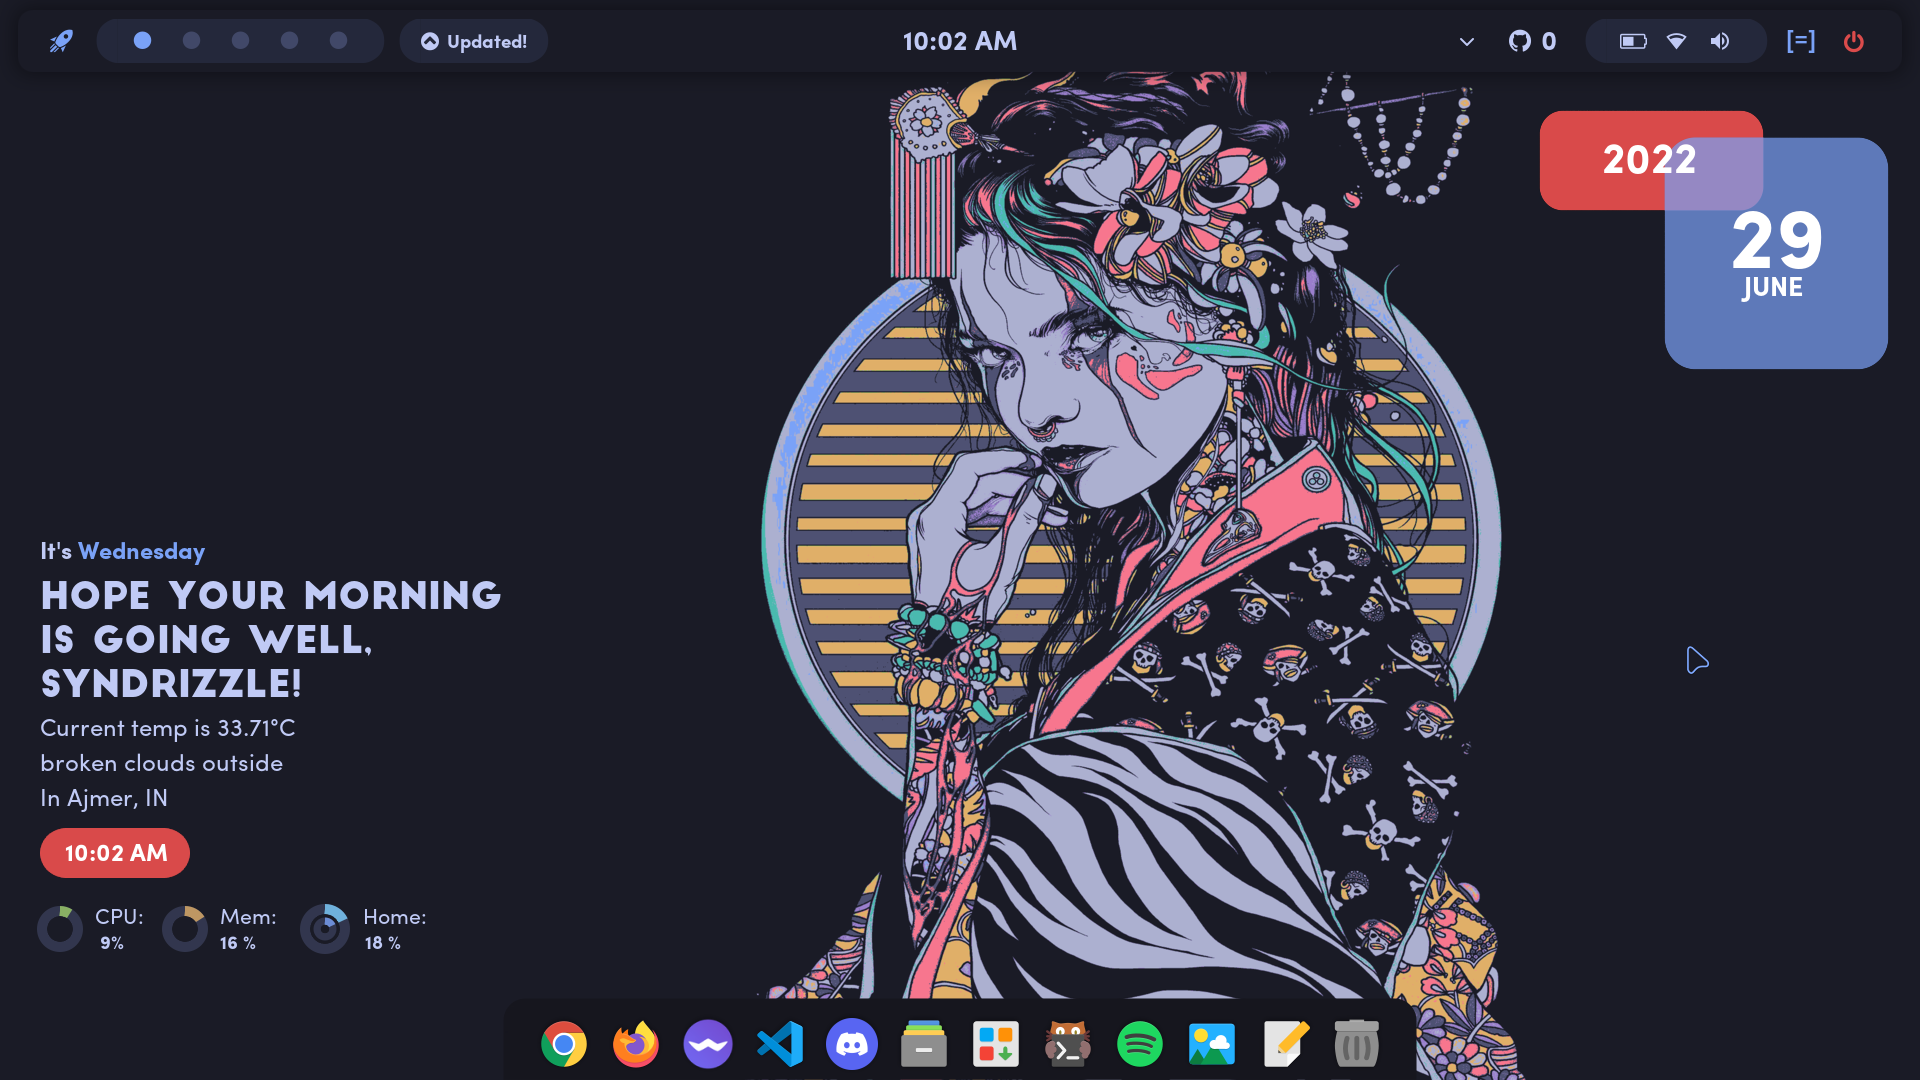 Updated!
10:02 AM
0
[=]
2022
29
JUNE
It's Wednesday
HOPE YOUR MORNING
IS GOING WELL,
SYNDRIZZLE!
Current temp is 33.71°C
broken clouds outside
In Ajmer, IN
10:02 AM
CPU:
9%
Mem:
16 %
Home:
18 %